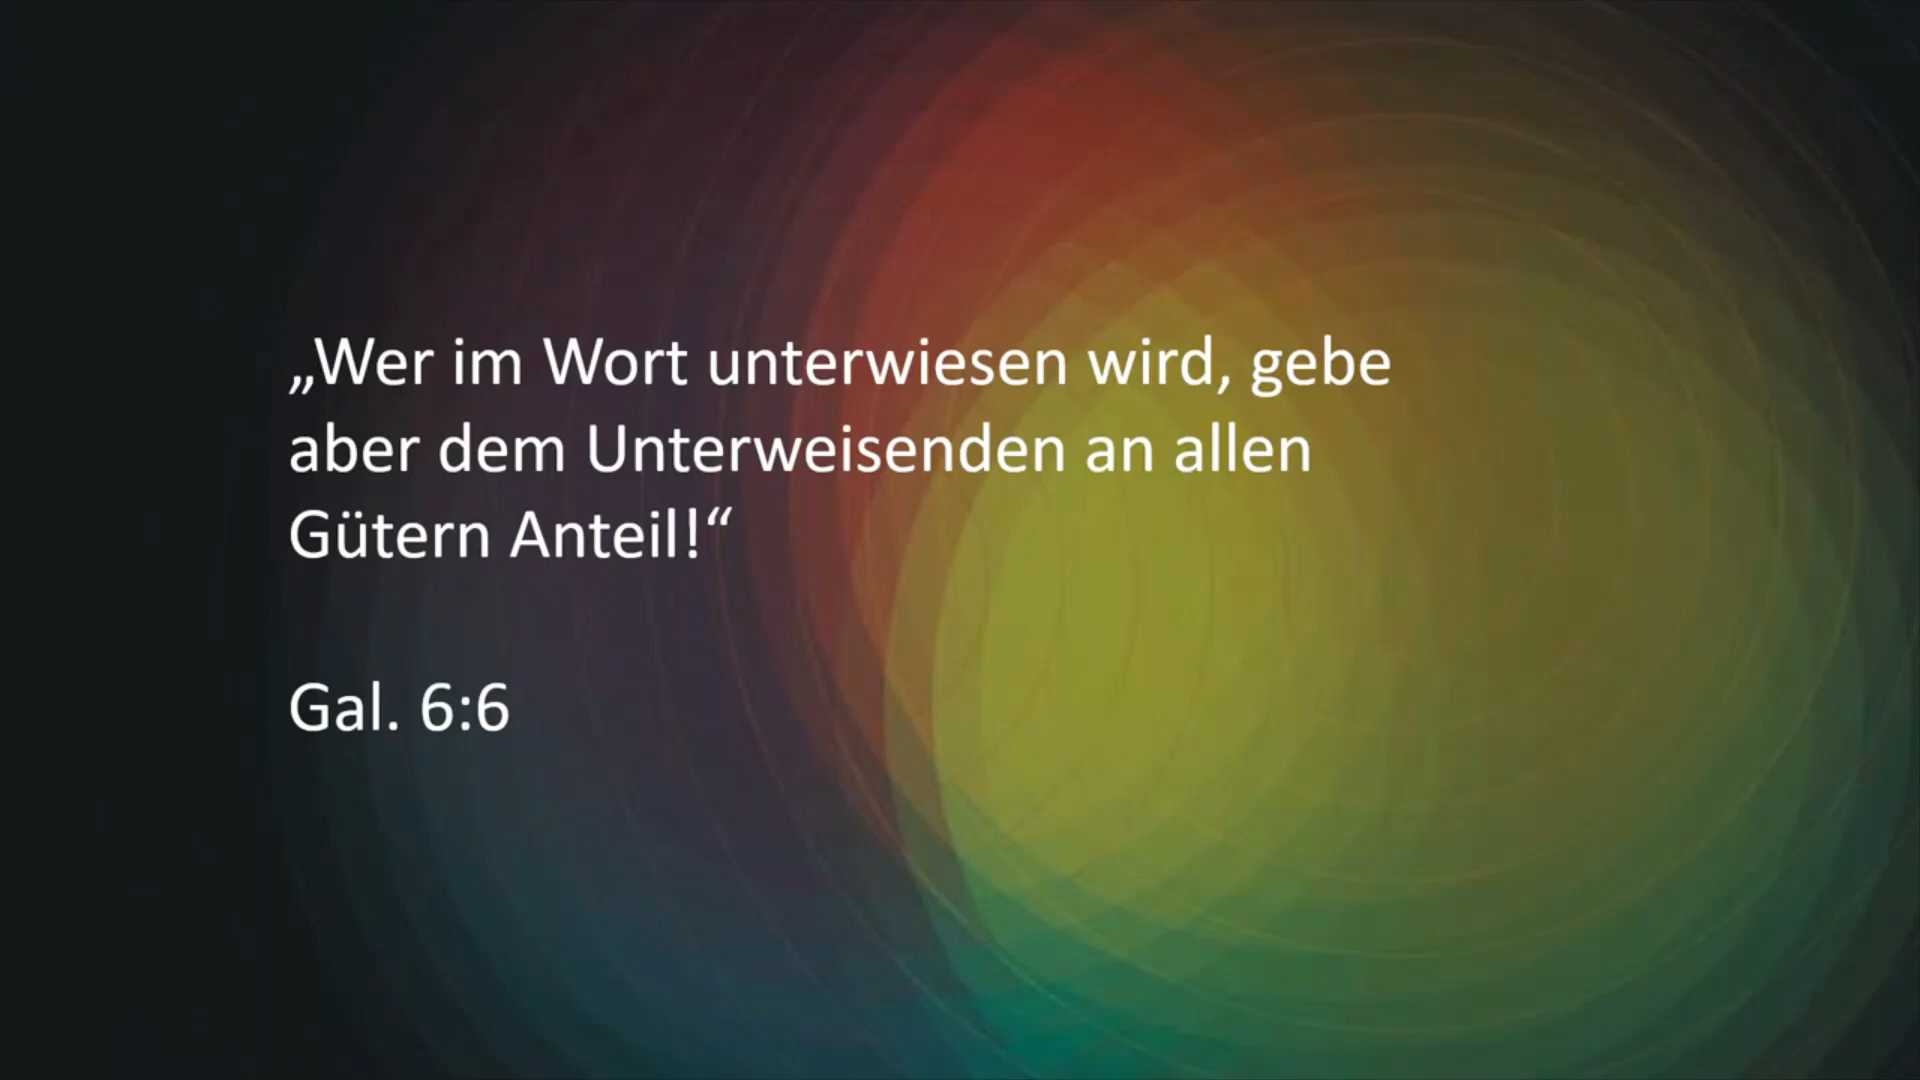 „Wer im Wort unterwiesen wird, gebe
aber dem Unterweisenden an allen
Gütern Anteil!“
Gal. 6:6